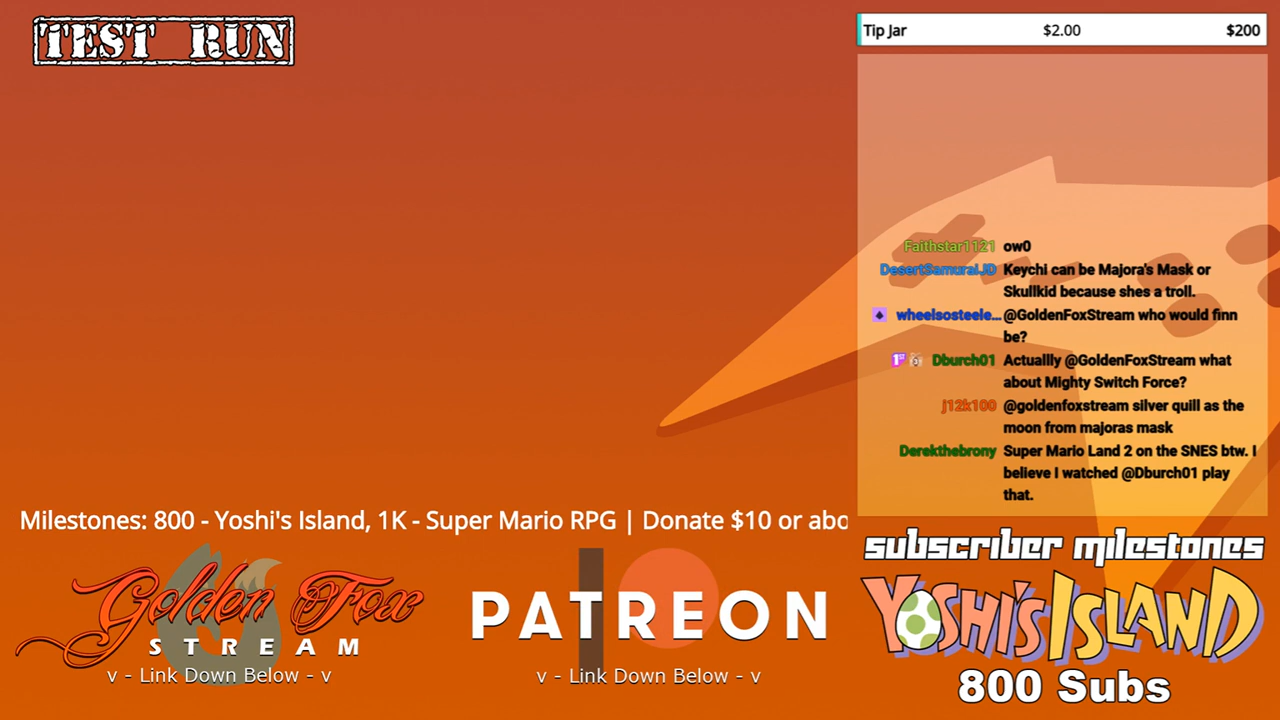 TEST RUN
Tip Jar $2.00 $200
Faithstar1121 ow0
DesertSamuraiJD Keychi can be Majora's Mask or
Skullkid because shes a troll.
wheelsosteele... @GoldenFoxStream who would finn
be?
Dburch01 Actuallly @GoldenFoxStream what
about Mighty Switch Force?
j12k100 @goldenfoxstream silver quill as the
moon from majoras mask
Derekthebrony Super Mario Land 2 on the SNES btw. I
believe I watched @Dburch01 play
that.
Milestones: 800 - Yoshi's Island, 1K - Super Mario RPG | Donate $10 or abo
Golden Fox
STREAM
v - Link Down Below - v
PATREON
v - Link Down Below - v
subscriber milestones
YOSHI'S ISLAND
800 Subs